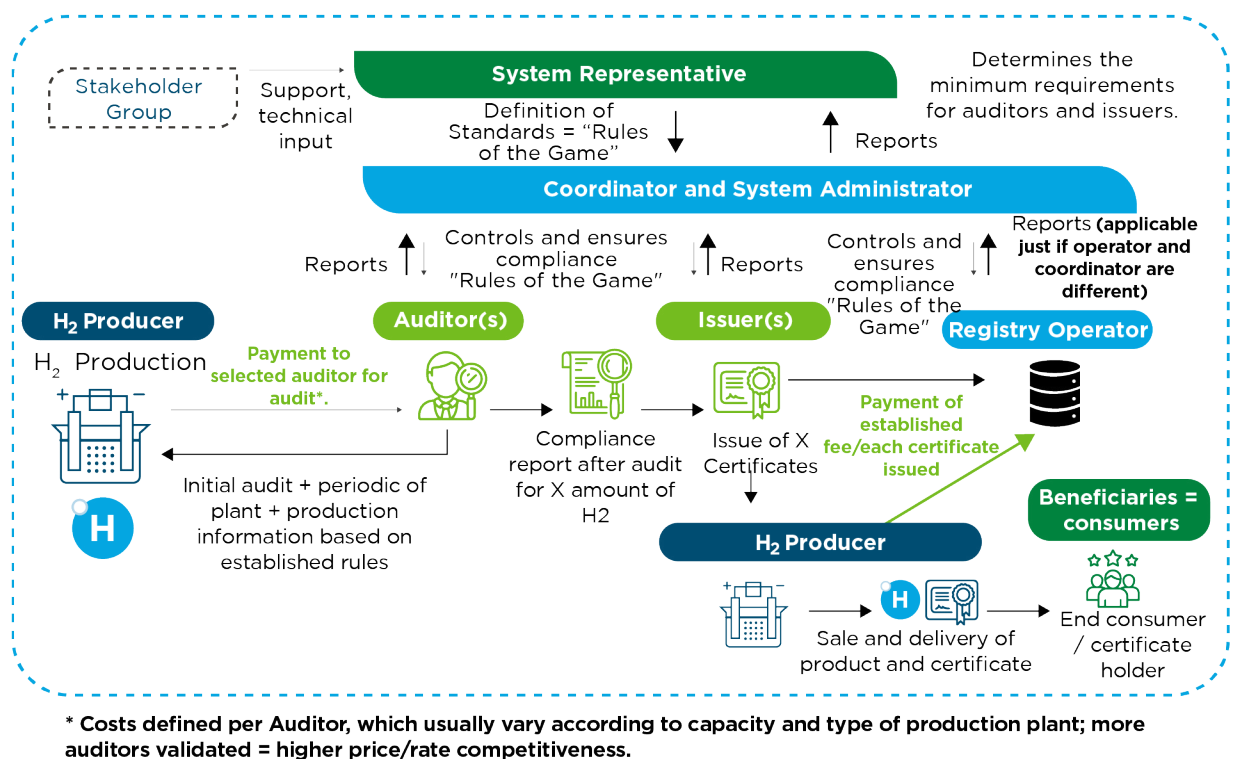 Stakeholder
Group
Support,
technical
input
System Representative
Determines the
minimum requirements
for auditors and issuers.
Definition of
Standards = “Rules
of the Game”
Reports
Coordinator and System Administrator
Reports
Controls and ensures
compliance
"Rules of the Game"
Reports
Controls and
ensures
compliance
"Rules of the
Game"
Reports (applicable
just if operator and
coordinator are
different)
H2 Producer
H2 Production
Payment to
selected auditor for
audit*.
Auditor(s)
Issuer(s)
Registry Operator
H
Initial audit + periodic of
plant + production
information based on
established rules
Compliance
report after audit
for X amount of
H2
Issue of X
Certificates
Payment of
established
fee/each certificate
issued
H2 Producer
H
Sale and delivery of
product and certificate
Beneficiaries =
consumers
End consumer
/ certificate
holder
* Costs defined per Auditor, which usually vary according to capacity and type of production plant; more
auditors validated = higher price/rate competitiveness.